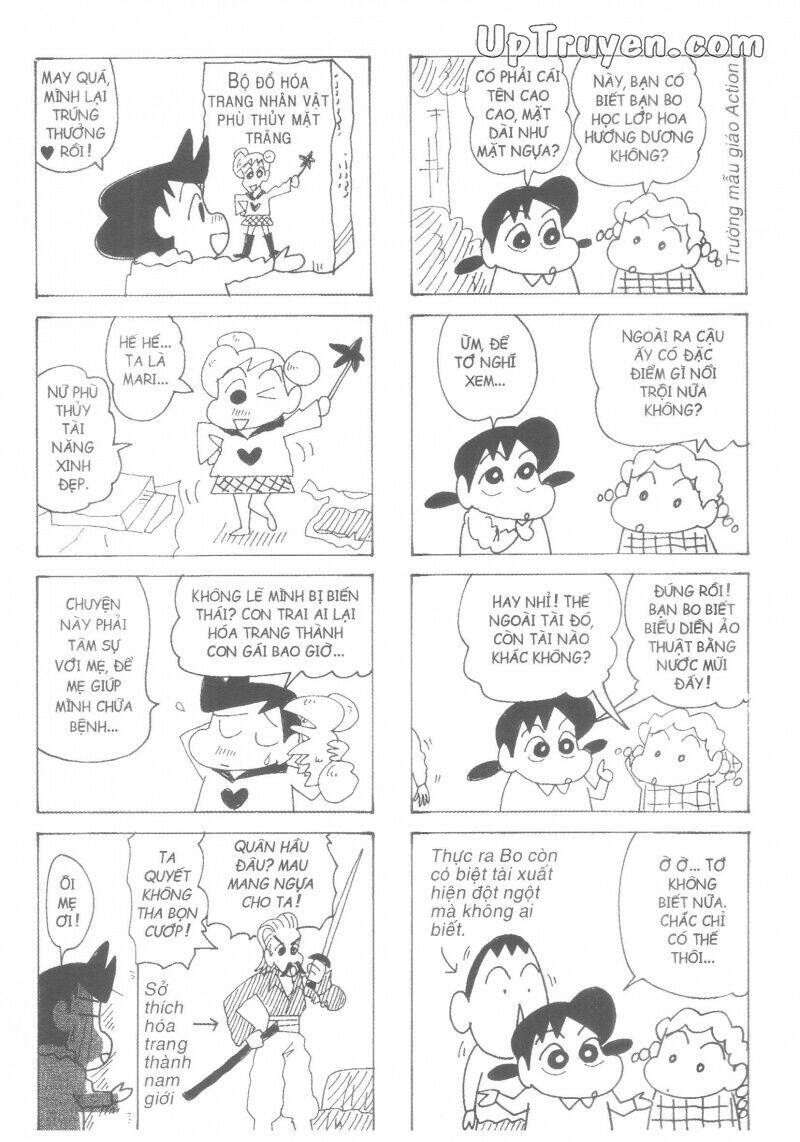 UpTruyen.com
MAY QUÁ,
MÌNH LẠI
TRÚNG
THƯỞNG
♥ RỒI!
BỘ ĐỒ HÓA
TRANG NHÂN VẬT
PHÙ THỦY MẶT
TRĂNG
HẾ HẾ...
TA LÀ
MARI...
NỮ PHÙ
THỦY
TÀI
NĂNG
XINH
ĐẸP.
KHÔNG LẼ MÌNH BỊ BIẾN
THÁI? CON TRAI AI LẠI
HÓA TRANG THÀNH
CON GÁI BAO GIỜ...
CHUYỆN
NÀY PHẢI
TÂM SỰ
VỚI MẸ, ĐỂ
MẸ GIÚP
MÌNH CHỮA
BỆNH...
QUÂN HẦU
ĐÂU? MAU
MANG NGỰA
CHO TA!
TA
QUYẾT
KHÔNG
THA BỌN
CƯỚP!
ÔI
MẸ
ƠI!
Sở
thích
hóa
trang
thành
nam
giới
Trường mẫu giáo Action
NÀY, BẠN CÓ
BIẾT BẠN BO
HỌC LỚP HOA
HƯỚNG DƯƠNG
KHÔNG?
CÓ PHẢI CÁI
TÊN CAO
CAO, MẶT
DÀI NHƯ
MẶT NGỰA?
NGOÀI RA CẬU
ẤY CÓ ĐẶC
ĐIỂM GÌ NỔI
TRỘI NỮA
KHÔNG?
ỪM, ĐỂ
TỚ NGHĨ
XEM...
ĐÚNG RỒI!
BẠN BO BIẾT
BIỂU DIỄN ẢO
THUẬT BẰNG
NƯỚC MŨI
ĐẤY!
HAY NHỈ! THẾ
NGOÀI TÀI ĐÓ,
CÒN TÀI NÀO
KHÁC KHÔNG?
Ờ Ờ... TỚ
KHÔNG
BIẾT NỮA.
CHẮC CHỈ
CÓ THẾ
THÔI...
Thực ra Bo còn
có biệt tài xuất
hiện đột ngột
mà không ai
biết.